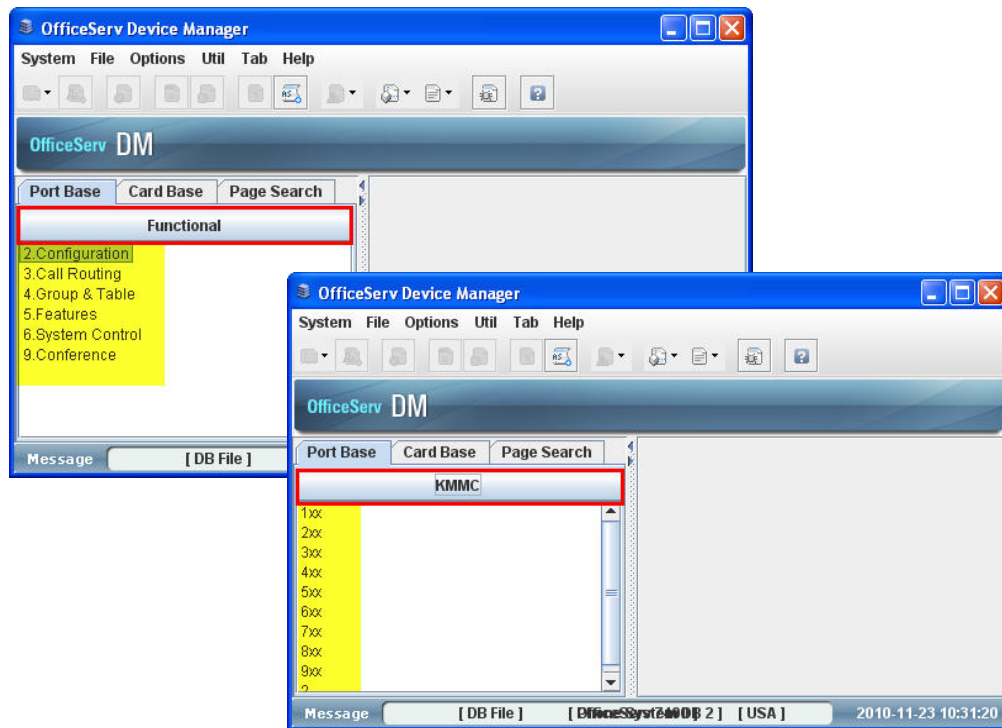 OfficeServ Device Manager
System File Options Util Tab Help
OfficeServ DM
Port Base Card Base Page Search
Functional
2.Configuration
3.Call Routing
4.Group & Table
5.Features
6.System Control
9.Conference
Message [ DB File ]
OfficeServ Device Manager
System File Options Util Tab Help
AS
OfficeServ DM
Port Base Card Base Page Search
KMMC
1xx
2xx
3xx
4xx
5xx
6xx
7xx
8xx
9xx
Message [ DB File ] [ USA ] 2010-11-23 10:31:20